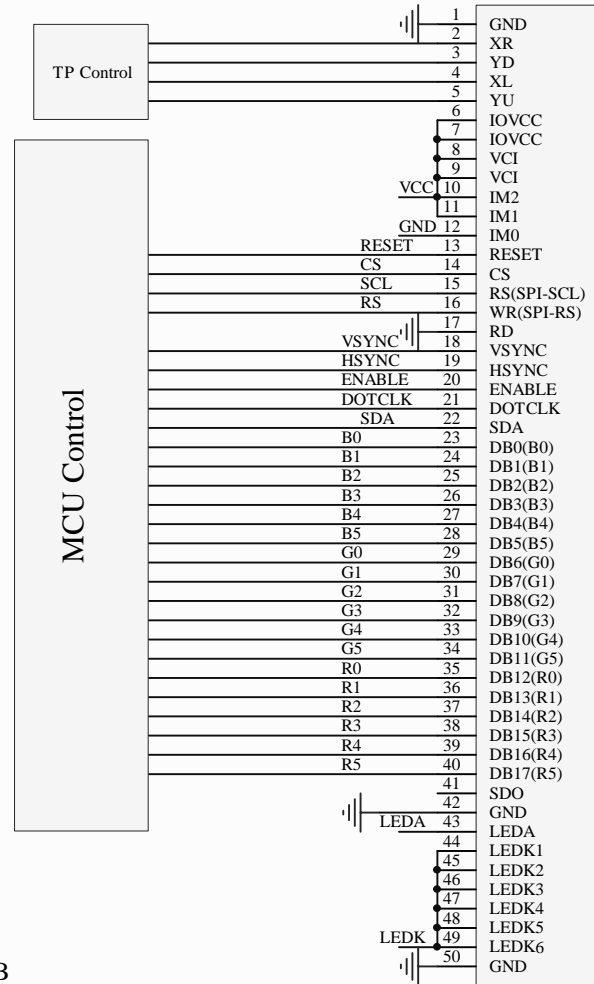 TP Control
MCU Control
1 GND
2 XR
3 YD
4 XL
5 YU
6 IOVCC
7 IOVCC
8 VCI
9 VCI
VCC 10 IM2
11 IM1
GND 12 IM0
RESET 13 RESET
CS 14 CS
SCL 15 RS(SPI-SCL)
RS 16 WR(SPI-RS)
17 RD
VSYNC 18 VSYNC
HSYNC 19 HSYNC
ENABLE 20 ENABLE
DOTCLK 21 DOTCLK
SDA 22 SDA
B0 23 DB0(B0)
B1 24 DB1(B1)
B2 25 DB2(B2)
B3 26 DB3(B3)
B4 27 DB4(B4)
B5 28 DB5(B5)
G0 29 DB6(G0)
G1 30 DB7(G1)
G2 31 DB8(G2)
G3 32 DB9(G3)
G4 33 DB10(G4)
G5 34 DB11(G5)
R0 35 DB12(R0)
R1 36 DB13(R1)
R2 37 DB14(R2)
R3 38 DB15(R3)
R4 39 DB16(R4)
R5 40 DB17(R5)
41 SDO
42 GND
LEDA 43 LEDA
44 LEDK1
45 LEDK2
46 LEDK3
47 LEDK4
48 LEDK5
LEDK 49 LEDK6
50 GND